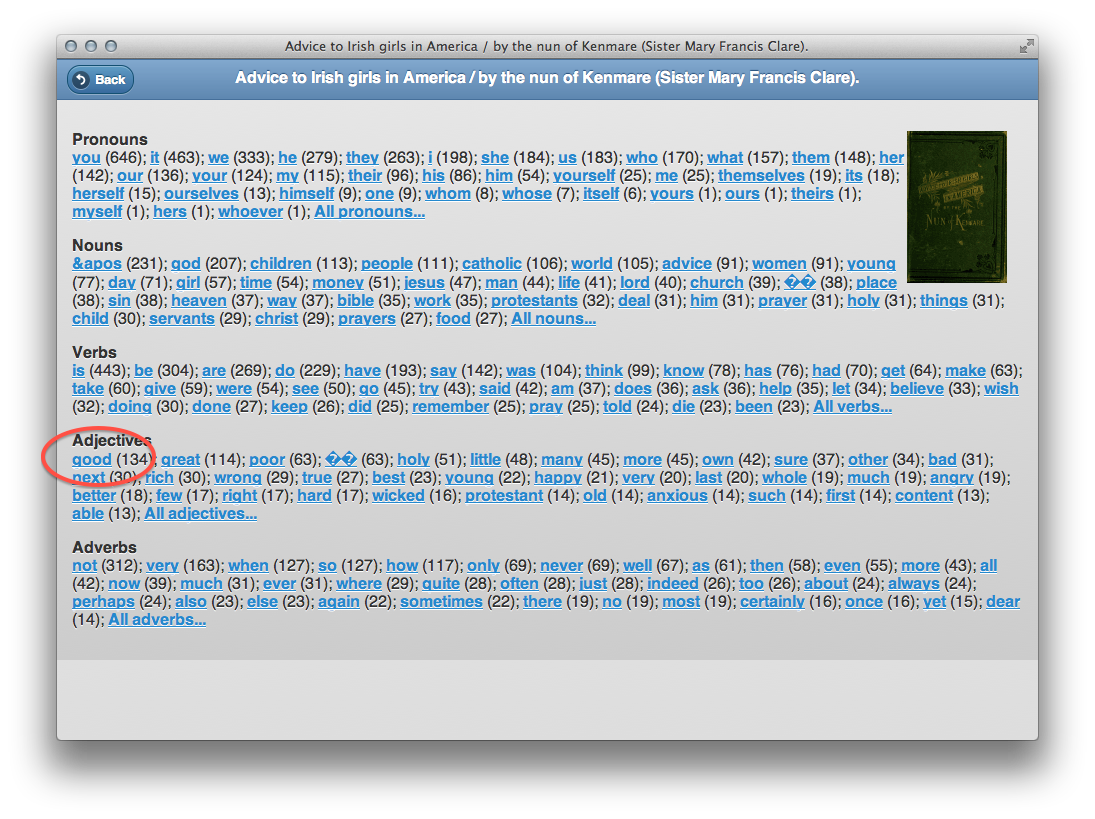 Advice to Irish girls in America / by the nun of Kenmare (Sister Mary Francis Clare).
Back
Advice to Irish girls in America / by the nun of Kenmare (Sister Mary Francis Clare).
Pronouns
you (646); it (463); we (333); he (279); they (263); i (198); she (184); us (183); who (170); what (157); them (148); her
(142); our (136); your (124); my (115); their (96); his (86); him (54); yourself (25); me (25); themselves (19); its (18);
herself (15); ourselves (13); himself (9); one (9); whom (8); whose (7); itself (6); yours (1); ours (1); theirs (1);
myself (1); hers (1); whoever (1); All pronouns...
NUN of KENMARE
Nouns
&apos (231); god (207); children (113); people (111); catholic (106); world (105); advice (91); women (91); young
(77); day (71); girl (57); time (54); money (51); jesus (47); man (44); life (41); lord (40); church (39); �� (38); place
(38); sin (38); heaven (37); way (37); bible (35); work (35); protestants (32); deal (31); him (31); prayer (31); holy (31); things (31);
child (30); servants (29); christ (29); prayers (27); food (27); All nouns...
Verbs
is (443); be (304); are (269); do (229); have (193); say (142); was (104); think (99); know (78); has (76); had (70); get (64); make (63);
take (60); give (59); were (54); see (50); go (45); try (43); said (42); am (37); does (36); ask (36); help (35); let (34); believe (33); wish
(32); doing (30); done (27); keep (26); did (25); remember (25); pray (25); told (24); die (23); been (23); All verbs...
Adjectives
good (134); great (114); poor (63); �� (63); holy (51); little (48); many (45); more (45); own (42); sure (37); other (34); bad (31);
next (30); rich (30); wrong (29); true (27); best (23); young (22); happy (21); very (20); last (20); whole (19); much (19); angry (19);
better (18); few (17); right (17); hard (17); wicked (16); protestant (14); old (14); anxious (14); such (14); first (14); content (13);
able (13); All adjectives...
Adverbs
not (312); very (163); when (127); so (127); how (117); only (69); never (69); well (67); as (61); then (58); even (55); more (43); all
(42); now (39); much (31); ever (31); where (29); quite (28); often (28); just (28); indeed (26); too (26); about (24); always (24);
perhaps (24); also (23); else (23); again (22); sometimes (22); there (19); no (19); most (19); certainly (16); once (16); yet (15); dear
(14); All adverbs...